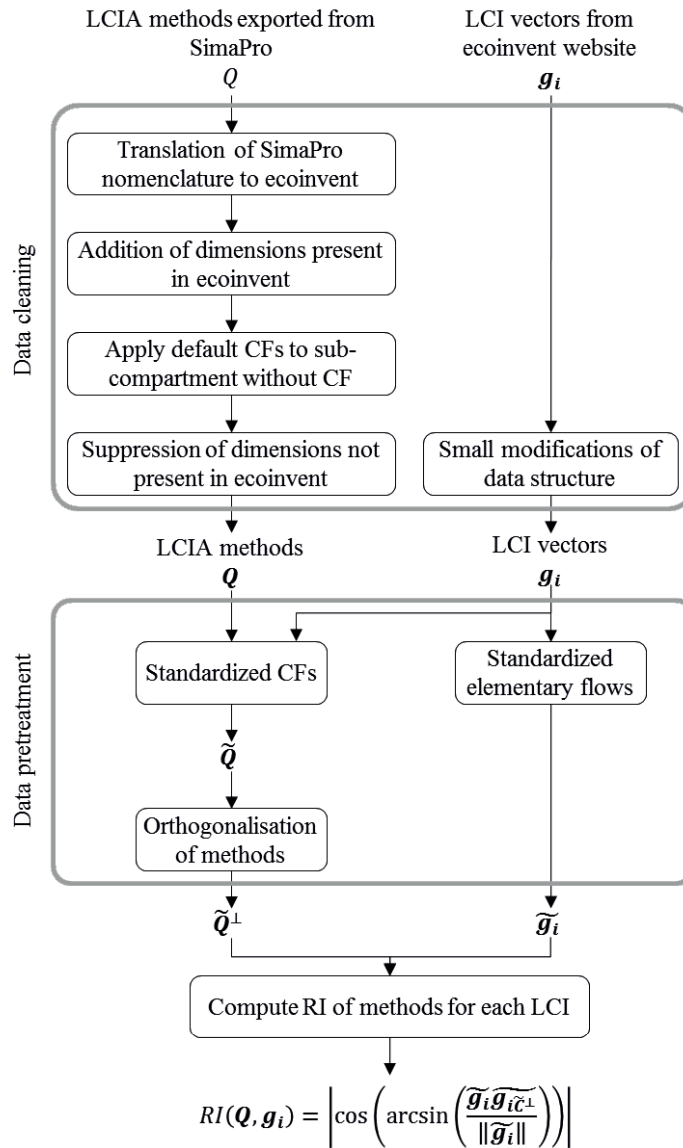 LCIA methods exported from
SimaPro
Q
LCI vectors from
ecoinvent website
g_i
Data cleaning
Translation of SimaPro
nomenclature to ecoinvent
Addition of dimensions present
in ecoinvent
Apply default CFs to sub-
compartment without CF
Suppression of dimensions not
present in ecoinvent
Small modifications of
data structure
LCIA methods
Q
LCI vectors
g_i
Data pretreatment
Standardized CFs
Standardized
elementary flows
Q̃
Orthogonalisation
of methods
Q̃^⊥
g̃_i
Compute RI of methods for each LCI
RI(Q, g_i) = |cos(arcsin(g̃_i g̃_{iC̃^⊥} / ‖g̃_i‖))|